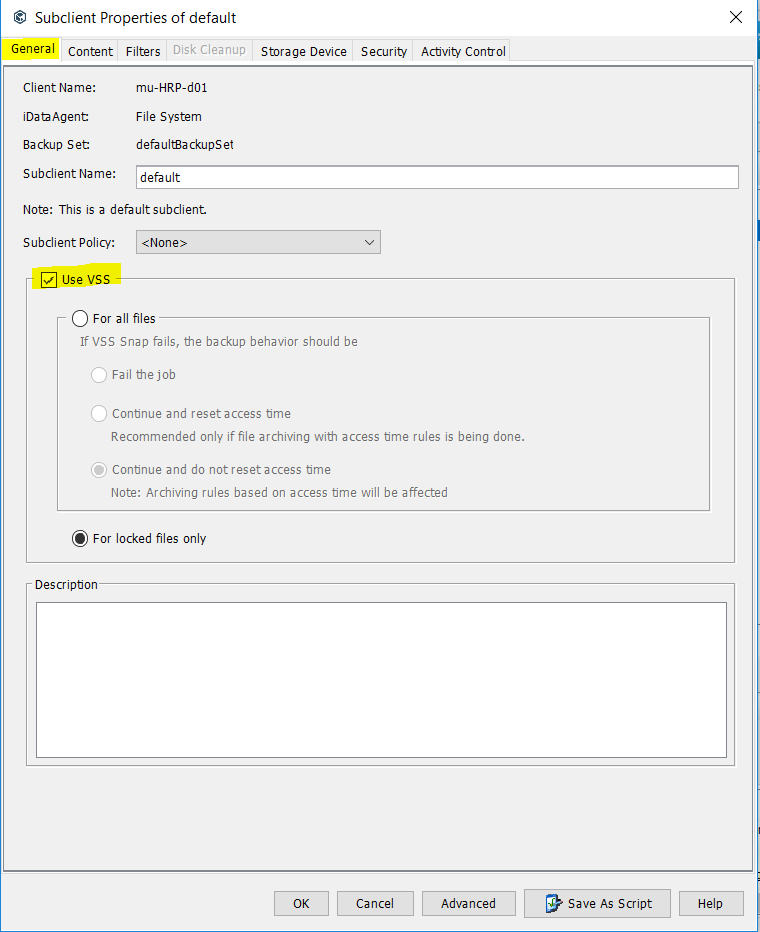 Subclient Properties of default
General Content Filters Disk Cleanup Storage Device Security Activity Control
Client Name: mu-HRP-d01
iDataAgent: File System
Backup Set: defaultBackupSet
Subclient Name: default
Note: This is a default subclient.
Subclient Policy: <None>
Use VSS
For all files
If VSS Snap fails, the backup behavior should be
Fail the job
Continue and reset access time
Recommended only if file archiving with access time rules is being done.
Continue and do not reset access time
Note: Archiving rules based on access time will be affected
For locked files only
Description
OK Cancel Advanced Save As Script Help